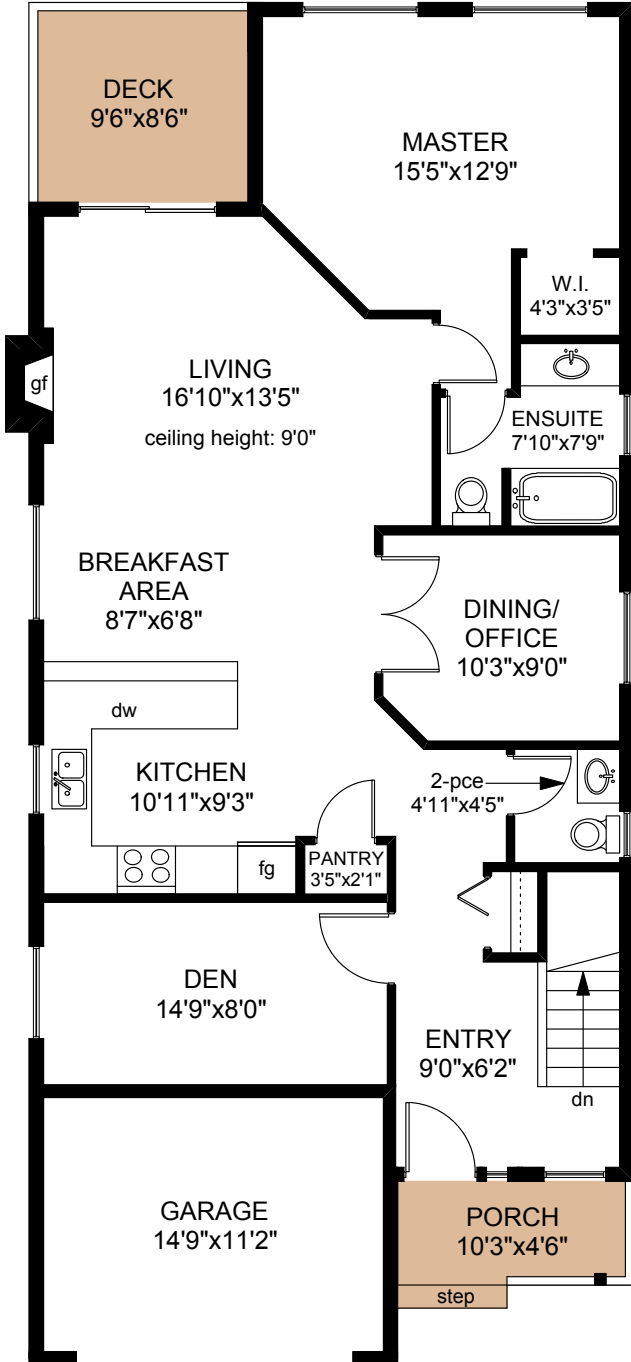 DECK
9'6"x8'6"
MASTER
15'5"x12'9"
W.I.
4'3"x3'5"
gf
LIVING
16'10"x13'5"
ceiling height: 9'0"
ENSUITE
7'10"x7'9"
BREAKFAST
AREA
8'7"x6'8"
DINING/
OFFICE
10'3"x9'0"
dw
KITCHEN
10'11"x9'3"
2-pce
4'11"x4'5"
fg
PANTRY
3'5"x2'1"
DEN
14'9"x8'0"
ENTRY
9'0"x6'2"
dn
GARAGE
14'9"x11'2"
PORCH
10'3"x4'6"
step